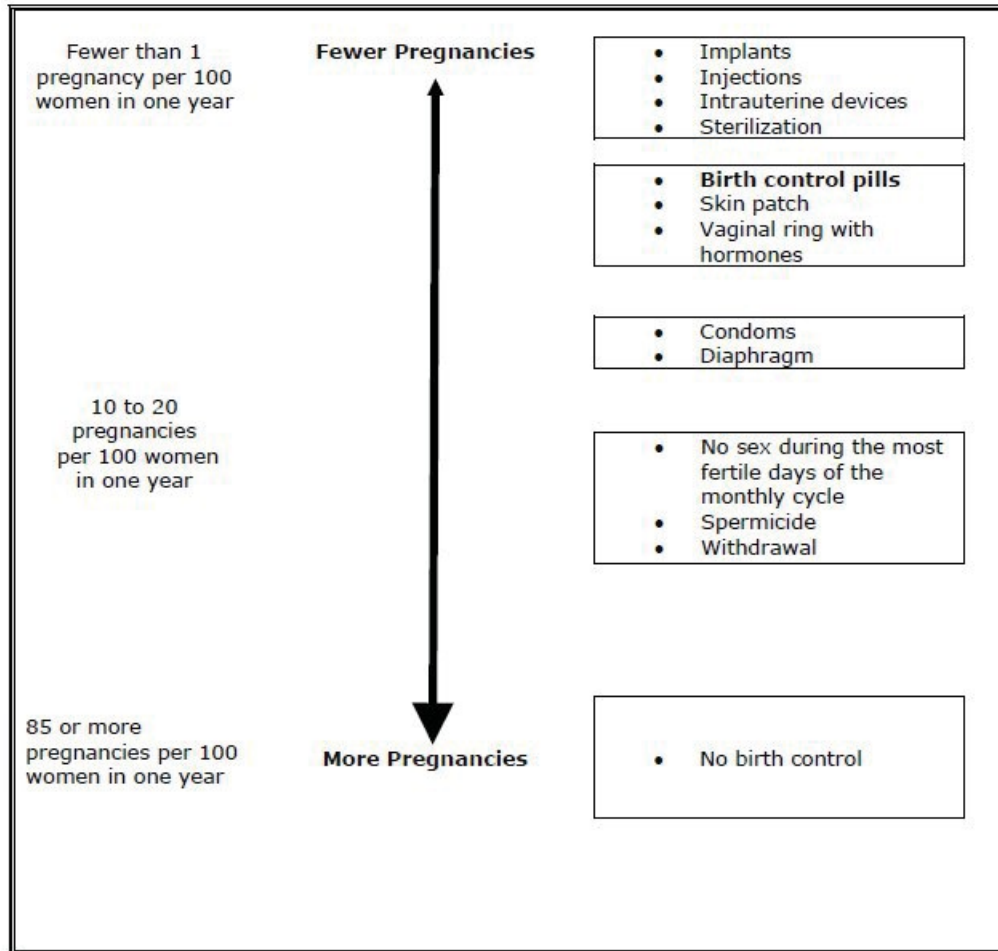 Fewer than 1
pregnancy per 100
women in one year
Fewer Pregnancies
• Implants
• Injections
• Intrauterine devices
• Sterilization
• Birth control pills
• Skin patch
• Vaginal ring with
hormones
• Condoms
• Diaphragm
10 to 20
pregnancies
per 100 women
in one year
• No sex during the most
fertile days of the
monthly cycle
• Spermicide
• Withdrawal
85 or more
pregnancies per 100
women in one year
More Pregnancies
• No birth control